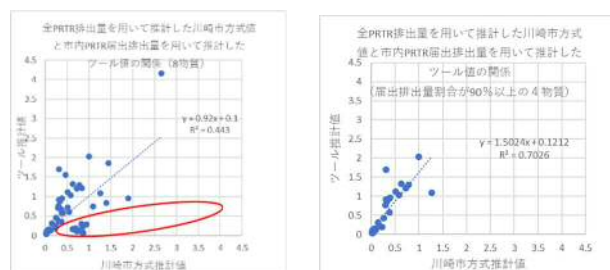 全PRTR排出量を用いて推計した川崎市方式値
と市内PRTR届出排出量を用いて推計した
ツール値の関係（8物質）
4.5
4
3.5
3
2.5
2
1.5
1
0.5
0
ツール推計値
y = 0.92x + 0.1
R² = 0.443
0 0.5 1 1.5 2 2.5 3 3.5 4 4.5
川崎市方式推計値
全PRTR排出量を用いて推計した川崎市方式
値と市内PRTR届出排出量を用いて推計した
ツール値の関係
（届出排出量割合が90％以上の４物質）
4.5
4
3.5
3
2.5
2
1.5
1
0.5
0
ツール推計値
y = 1.5024x + 0.1212
R² = 0.7026
0 0.5 1 1.5 2 2.5 3 3.5 4 4.5
川崎市方式推計値